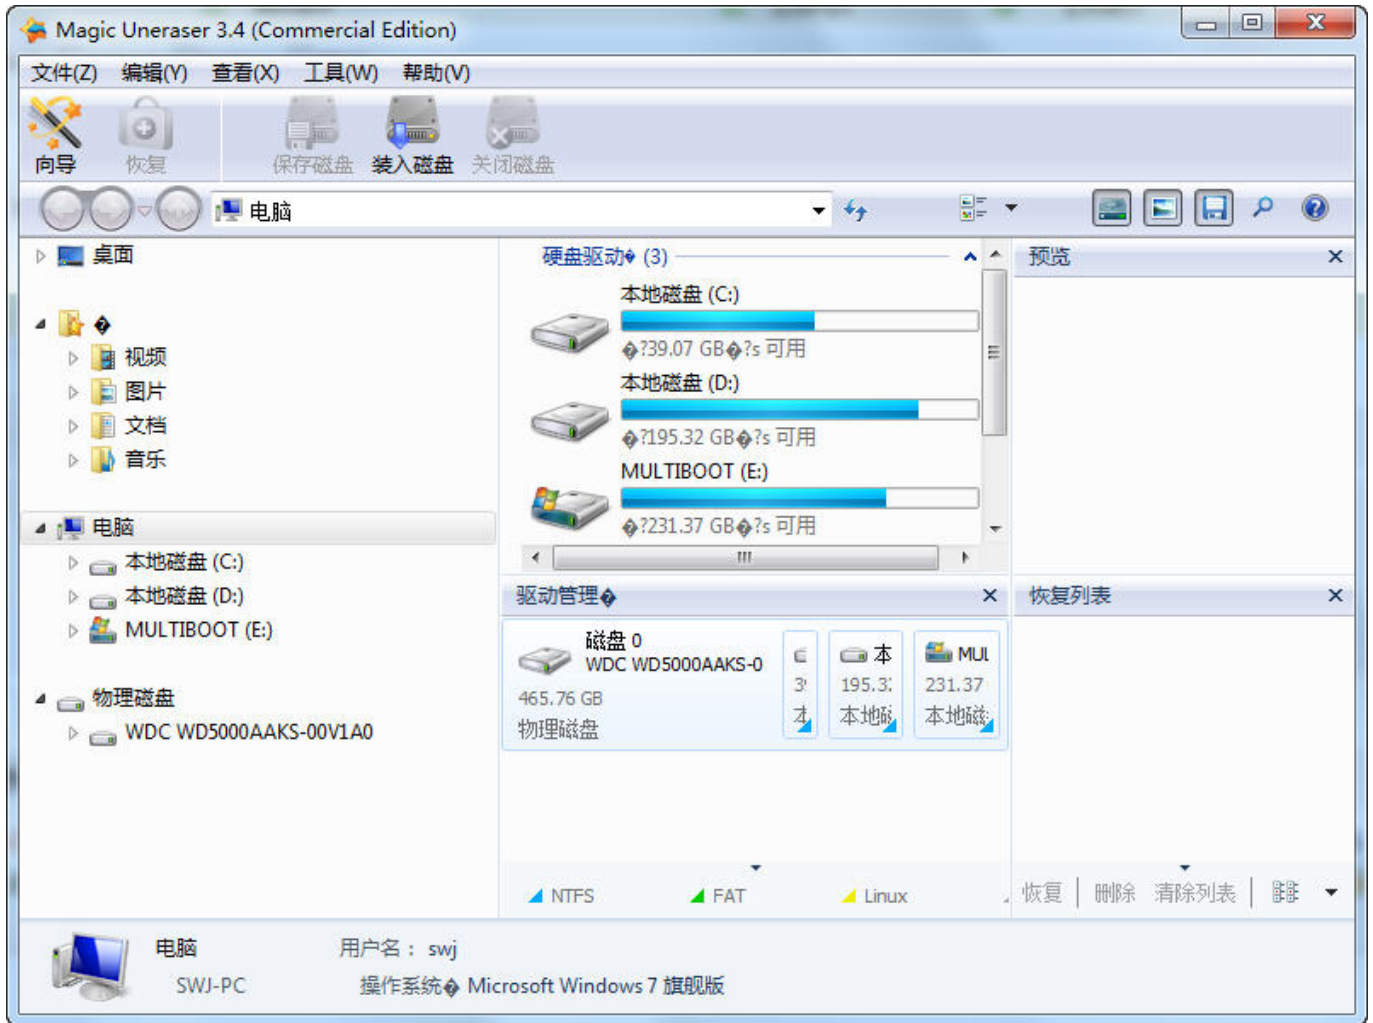 Magic Uneraser 3.4 (Commercial Edition)
文件(Z) 编辑(Y) 查看(X) 工具(W) 帮助(V)
向导 恢复 保存磁盘 装入磁盘 关闭磁盘
电脑
桌面
�
视频
图片
文档
音乐
电脑
本地磁盘 (C:)
本地磁盘 (D:)
MULTIBOOT (E:)
物理磁盘
WDC WD5000AAKS-00V1A0
硬盘驱动� (3)
本地磁盘 (C:)
�?39.07 GB�?s 可用
本地磁盘 (D:)
�?195.32 GB�?s 可用
MULTIBOOT (E:)
�?231.37 GB�?s 可用
预览
驱动管理�
磁盘 0
WDC WD5000AAKS-0
465.76 GB
物理磁盘
本
195.3
本地
MUL
231.37
本地磁
NTFS FAT Linux
恢复列表
恢复 删除 清除列表
电脑 用户名： swj
SWJ-PC 操作系统� Microsoft Windows 7 旗舰版